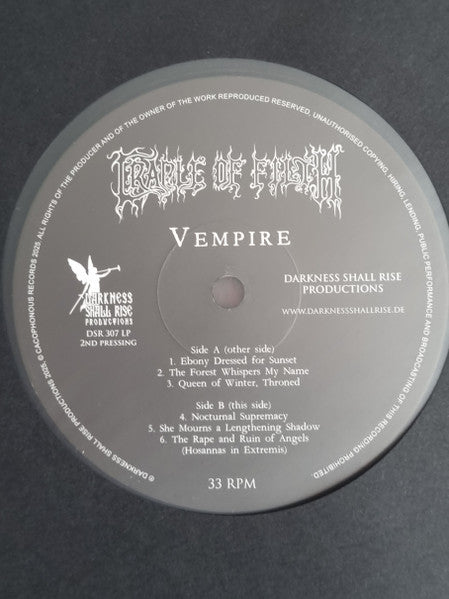 CRADLE OF FILTH
VEMPIRE
DARKNESS SHALL RISE
PRODUCTIONS
WWW.DARKNESSSHALLRISE.DE
DARKNESS
SHALL RISE
PRODUCTIONS
DSR 307 LP
2ND PRESSING
Side A (other side)
1. Ebony Dressed for Sunset
2. The Forest Whispers My Name
3. Queen of Winter, Throned
Side B (this side)
4. Nocturnal Supremacy
5. She Mourns a Lengthening Shadow
6. The Rape and Ruin of Angels
(Hosannas in Extremis)
33 RPM
℗ DARKNESS SHALL RISE PRODUCTIONS 2025. © CACOPHONOUS RECORDS 2025. ALL RIGHTS OF THE PRODUCER AND OF THE OWNER OF THE WORK REPRODUCED RESERVED, UNAUTHORISED COPYING, HIRING, LENDING, PUBLIC PERFORMANCE AND BROADCASTING OF THIS RECORDING PROHIBITED.